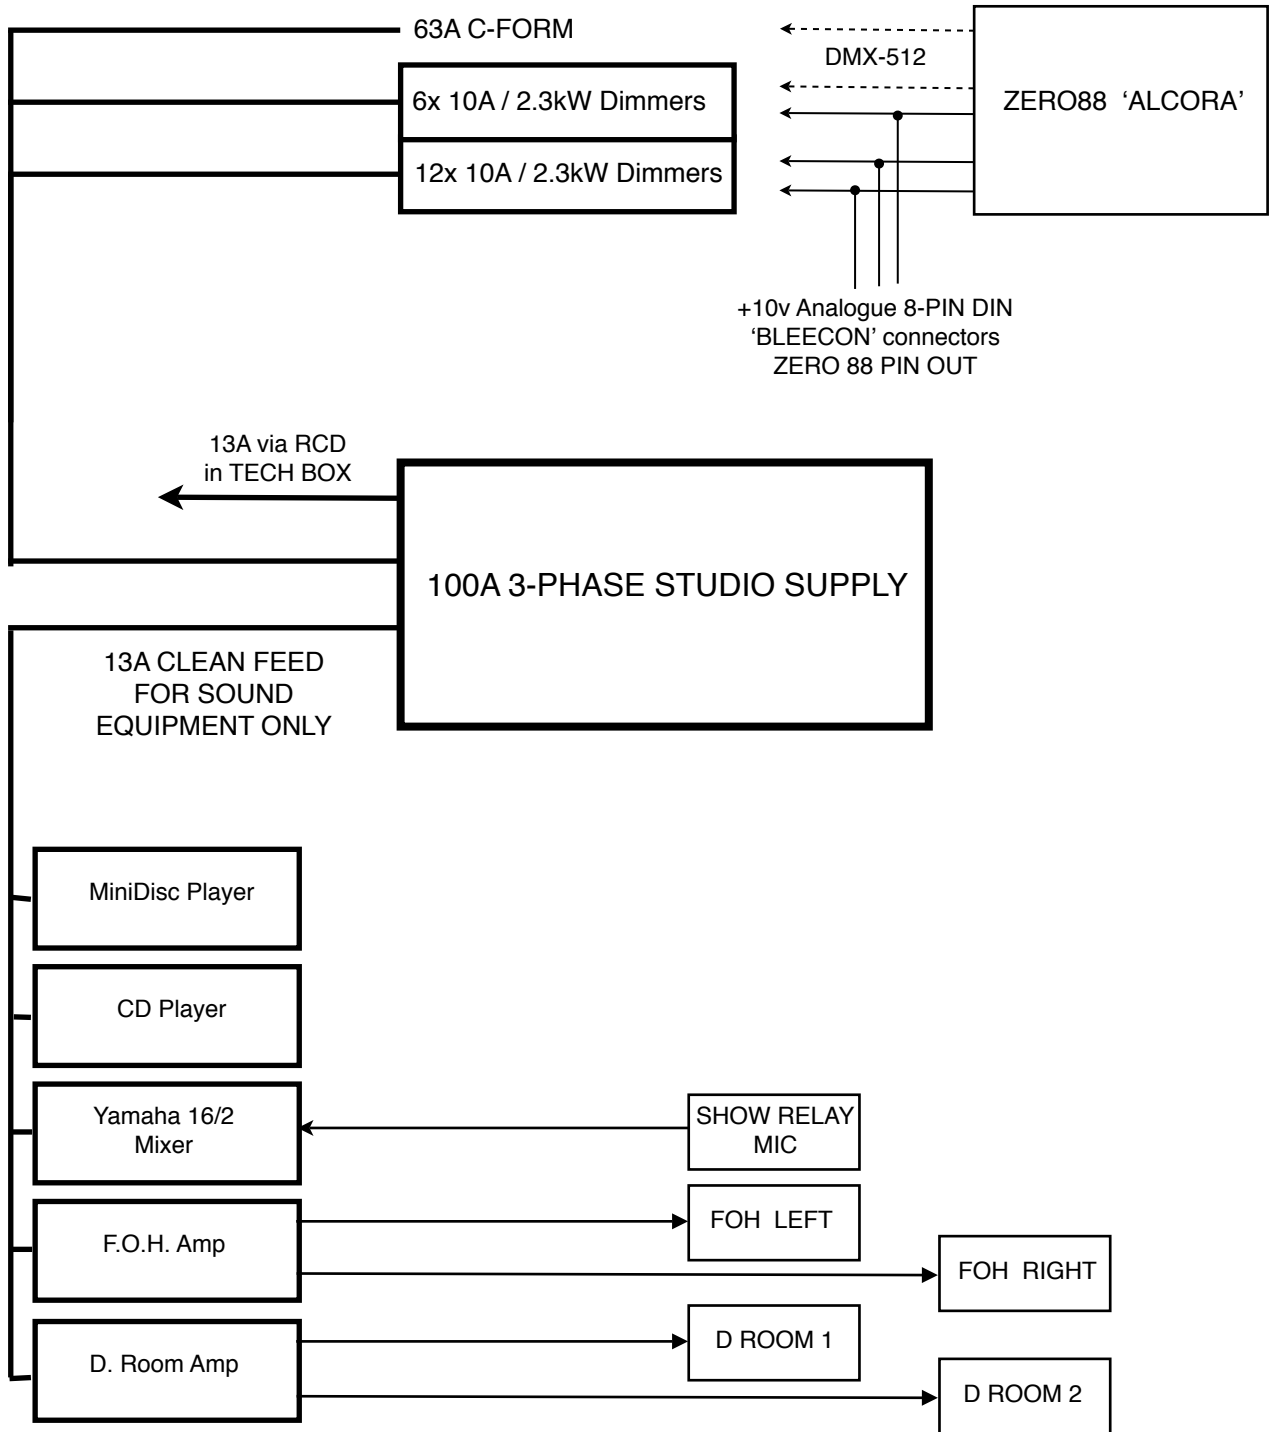 63A C-FORM
DMX-512
ZERO88 ‘ALCORA’
6x 10A / 2.3kW Dimmers
12x 10A / 2.3kW Dimmers
+10v Analogue 8-PIN DIN
‘BLEECON’ connectors
ZERO 88 PIN OUT
13A via RCD
in TECH BOX
100A 3-PHASE STUDIO SUPPLY
13A CLEAN FEED
FOR SOUND
EQUIPMENT ONLY
MiniDisc Player
CD Player
Yamaha 16/2
Mixer
SHOW RELAY
MIC
F.O.H. Amp
FOH LEFT
FOH RIGHT
D. Room Amp
D ROOM 1
D ROOM 2